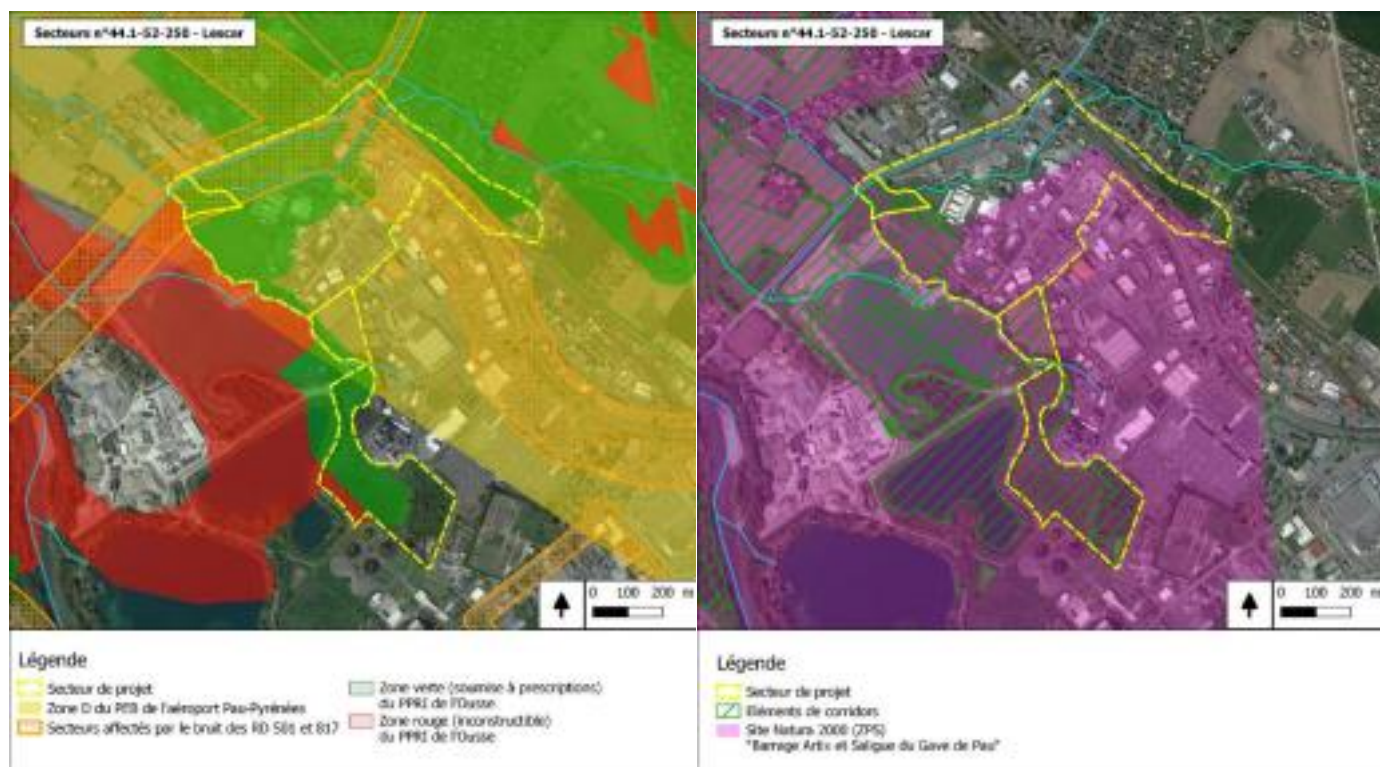 Secteurs n°44.1-52-250 - Lescar
0 100 200 m
Légende
Secteur de projet
Zone D du PEB de l'aéroport Pau-Pyrénées
Secteurs affectés par le bruit des RD 501 et 817
Zone verte (soumise à prescriptions)
du PPRI de l'Ousse
Zone rouge (inconstructible)
du PPRI de l'Ousse
Secteurs n°44.1-52-250 - Lescar
0 100 200 m
Légende
Secteur de projet
Eléments de corridors
Site Natura 2000 (ZPS)
"Barrage Artix et Saligue du Gave de Pau"